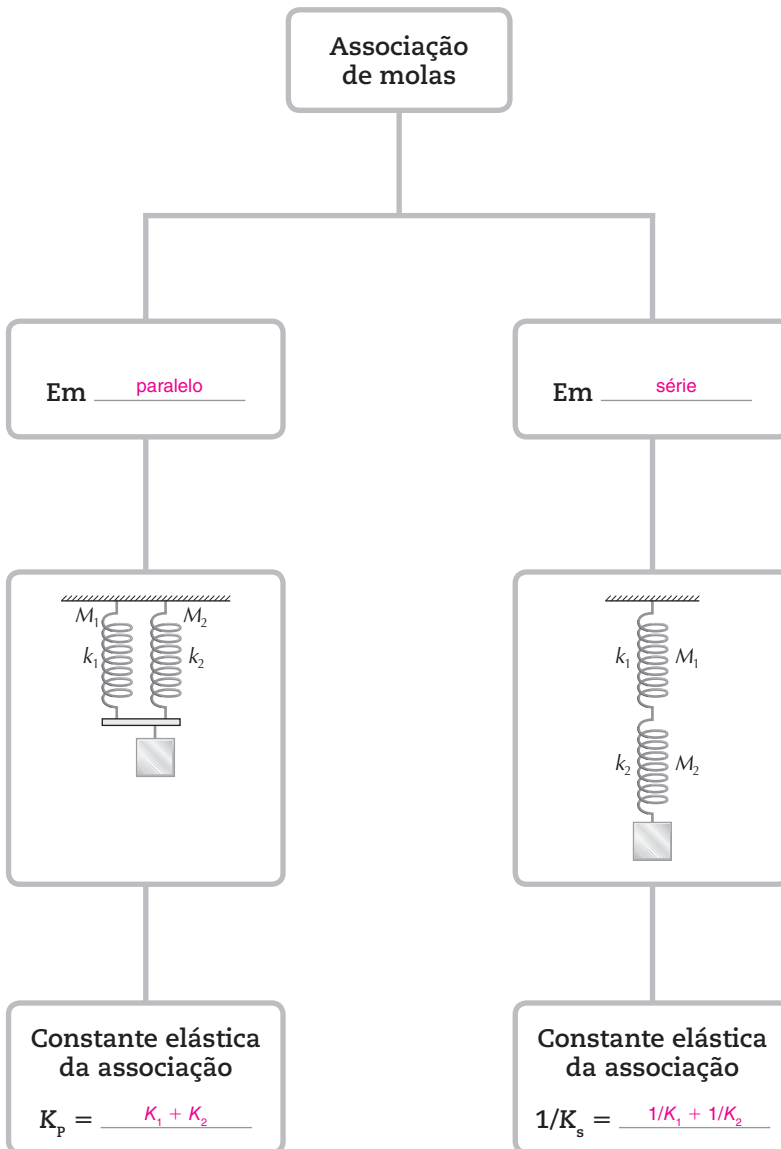 Associação
de molas
Em paralelo
Em série
M₁ M₂
k₁ k₂
k₁ M₁
k₂ M₂
Constante elástica
da associação
Kₚ = K₁ + K₂
Constante elástica
da associação
1/Kₛ = 1/K₁ + 1/K₂